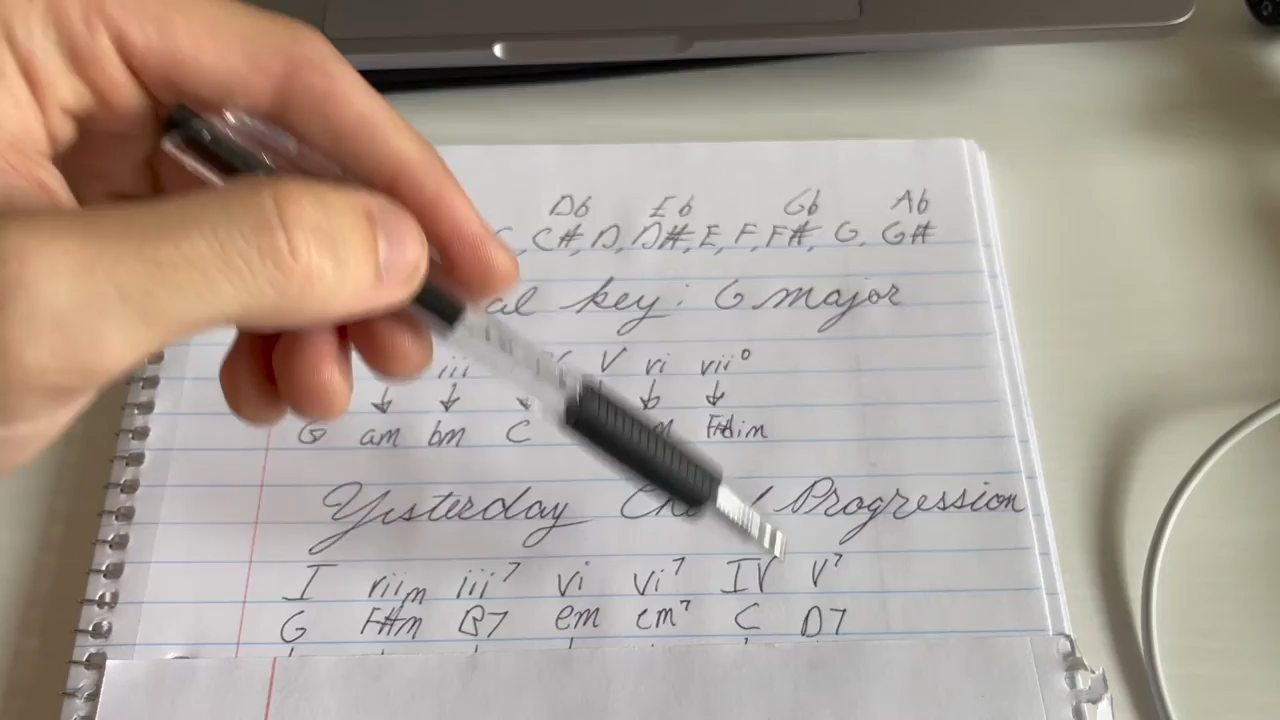 Db Eb Gb Ab
C#, D, D#, E, F, F#, G, G#
key: G major
iii V vi vii°
G am bm C F#dim
Yesterday Progression
I viim iii7 vi vi7 IV V7
G F#m B7 em em7 C D7